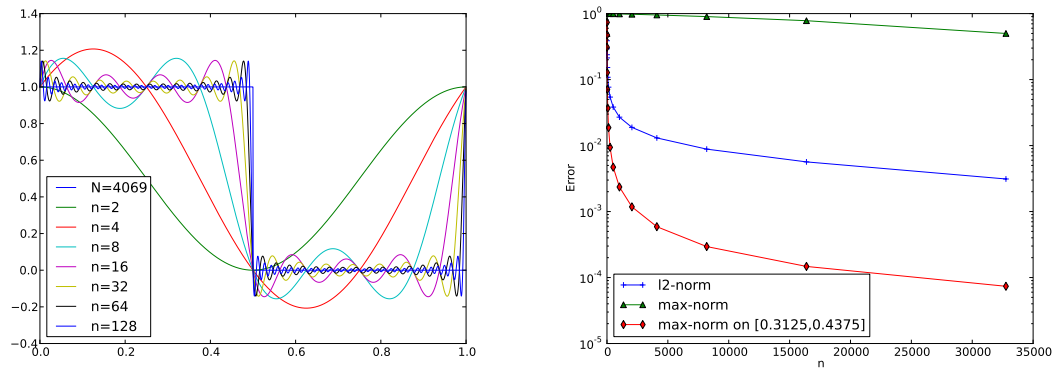 1.4
1.2
1.0
0.8
0.6
0.4
0.2
0.0
−0.2
−0.4
0.0 0.2 0.4 0.6 0.8 1.0
N=4069
n=2
n=4
n=8
n=16
n=32
n=64
n=128
10^0
10^-1
10^-2
10^-3
10^-4
10^-5
Error
0 5000 10000 15000 20000 25000 30000 35000
n
l2-norm
max-norm
max-norm on [0.3125,0.4375]